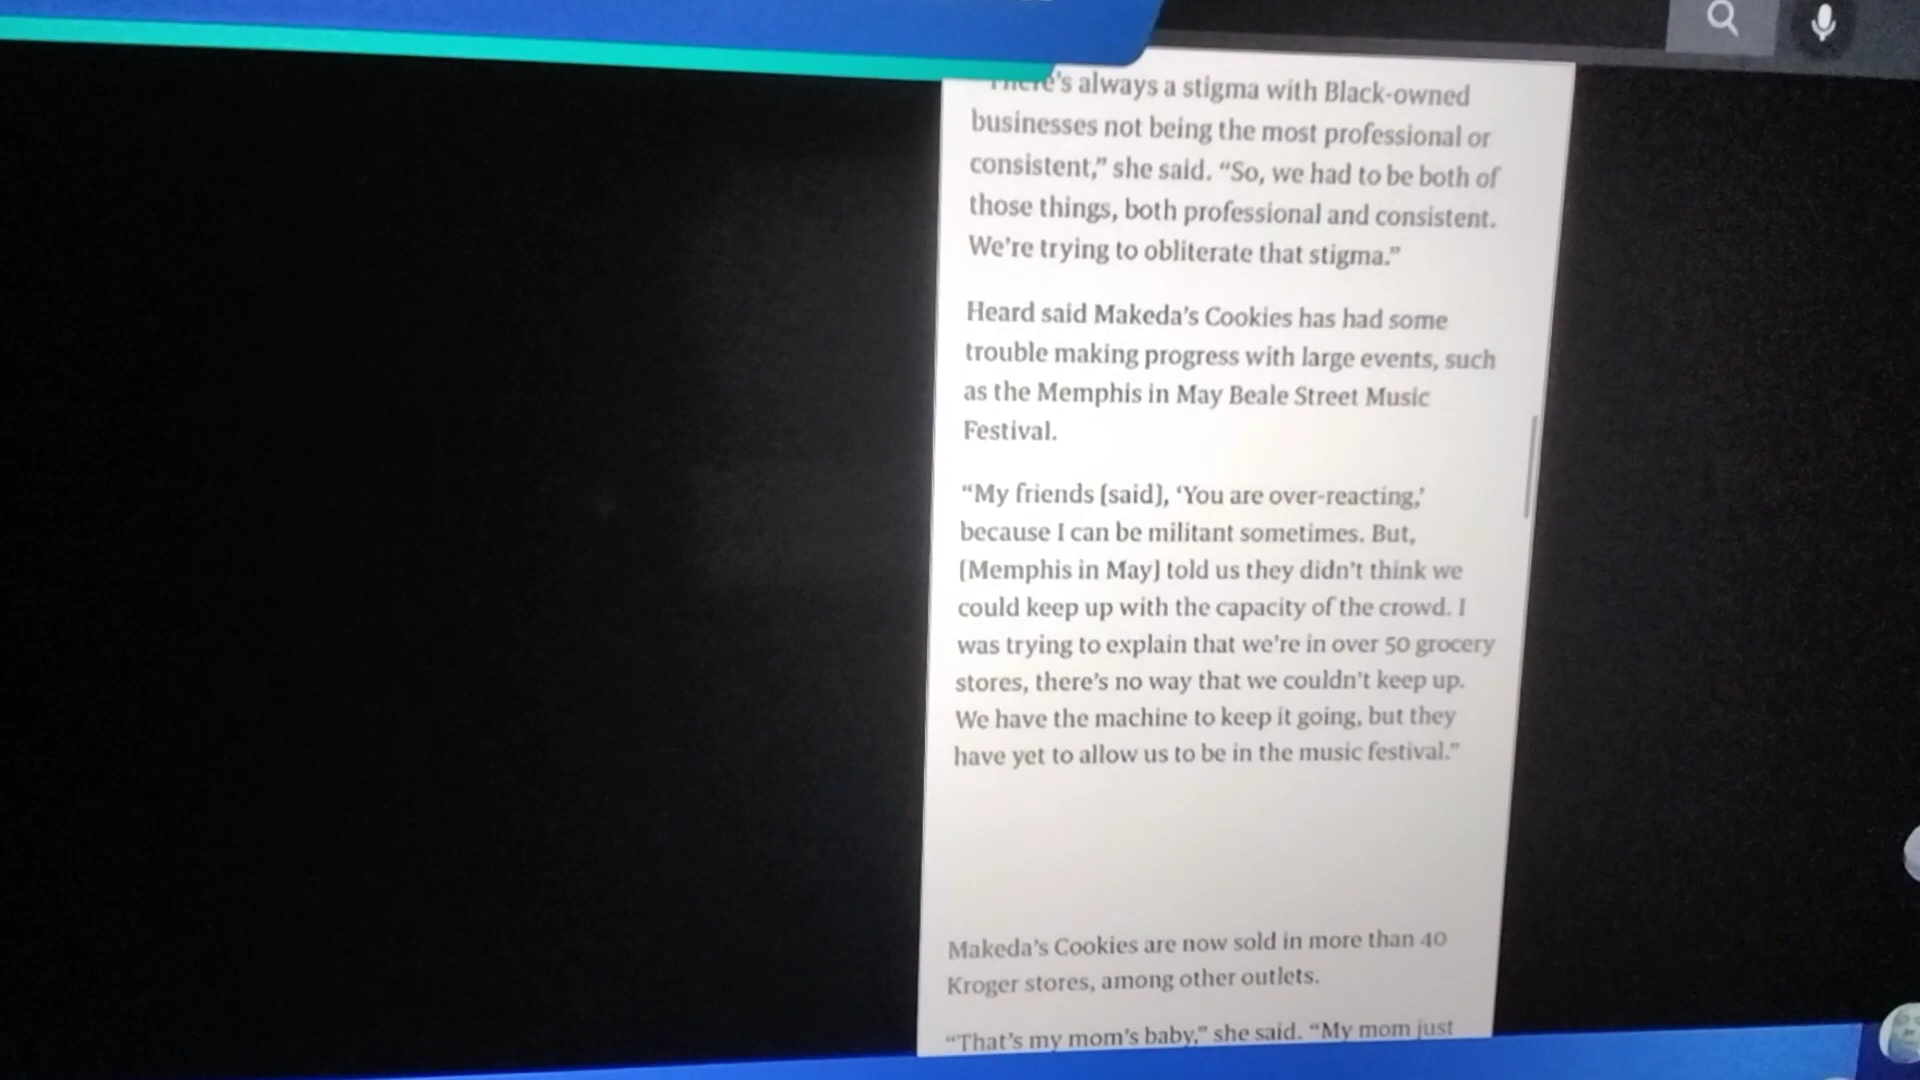 "There's always a stigma with Black-owned
businesses not being the most professional or
consistent,” she said. “So, we had to be both of
those things, both professional and consistent.
We’re trying to obliterate that stigma.”
Heard said Makeda’s Cookies has had some
trouble making progress with large events, such
as the Memphis in May Beale Street Music
Festival.
“My friends [said], ‘You are over-reacting,’
because I can be militant sometimes. But,
[Memphis in May] told us they didn’t think we
could keep up with the capacity of the crowd. I
was trying to explain that we’re in over 50 grocery
stores, there’s no way that we couldn’t keep up.
We have the machine to keep it going, but they
have yet to allow us to be in the music festival.”
Makeda’s Cookies are now sold in more than 40
Kroger stores, among other outlets.
“That’s my mom’s baby,” she said. “My mom just